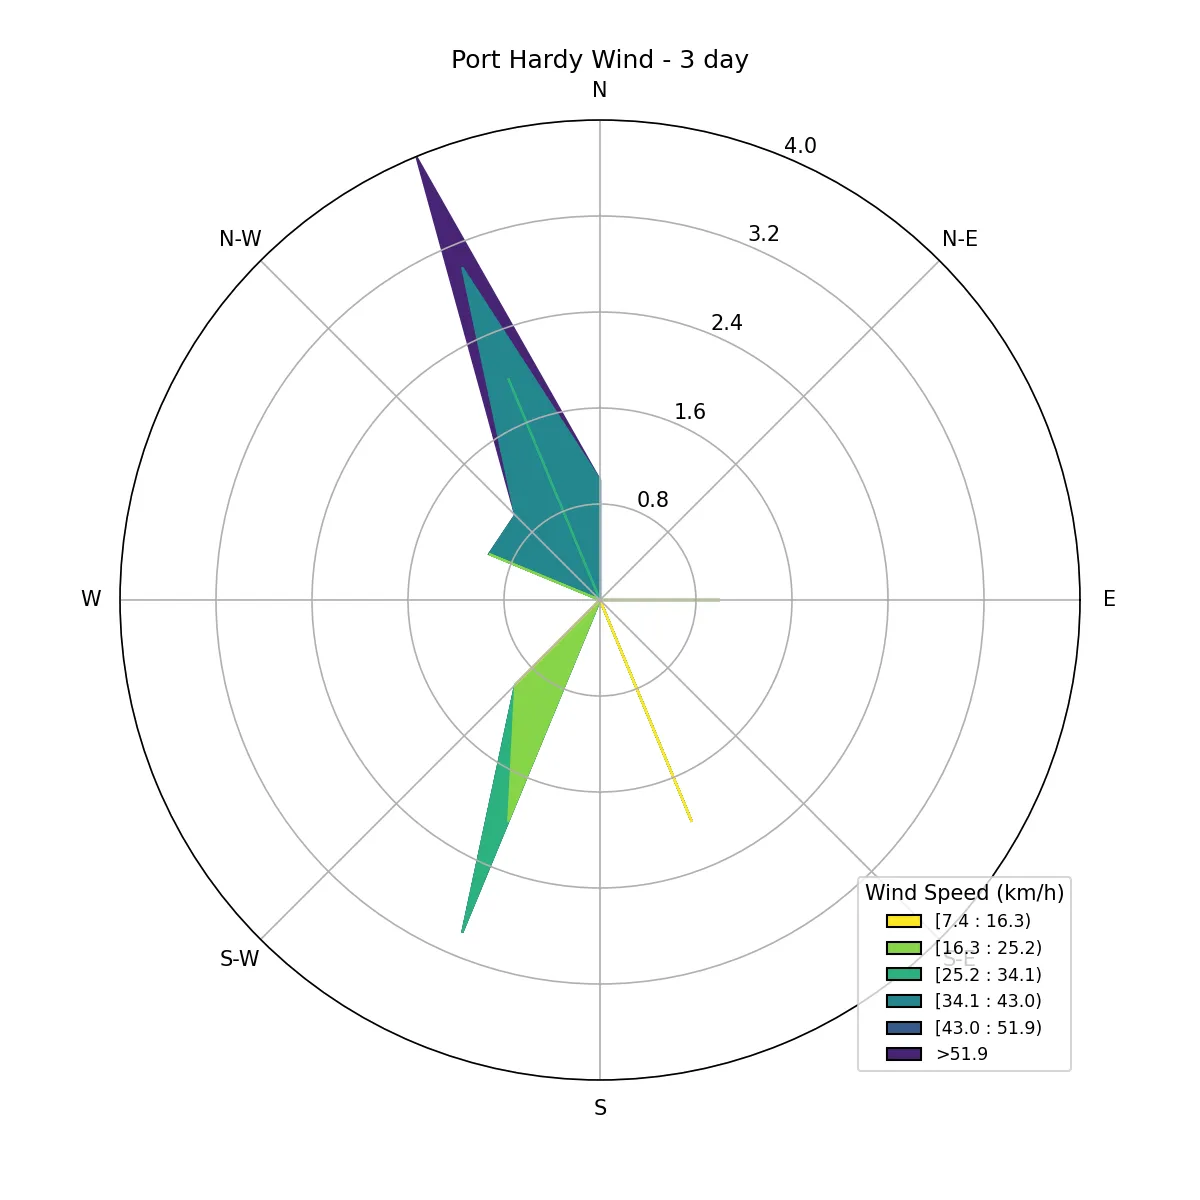 Port Hardy Wind - 3 day
N
4.0
N-W
N-E
3.2
2.4
1.6
0.8
W
E
S-W
S-E
S
Wind Speed (km/h)
[7.4 : 16.3)
[16.3 : 25.2)
[25.2 : 34.1)
[34.1 : 43.0)
[43.0 : 51.9)
>51.9